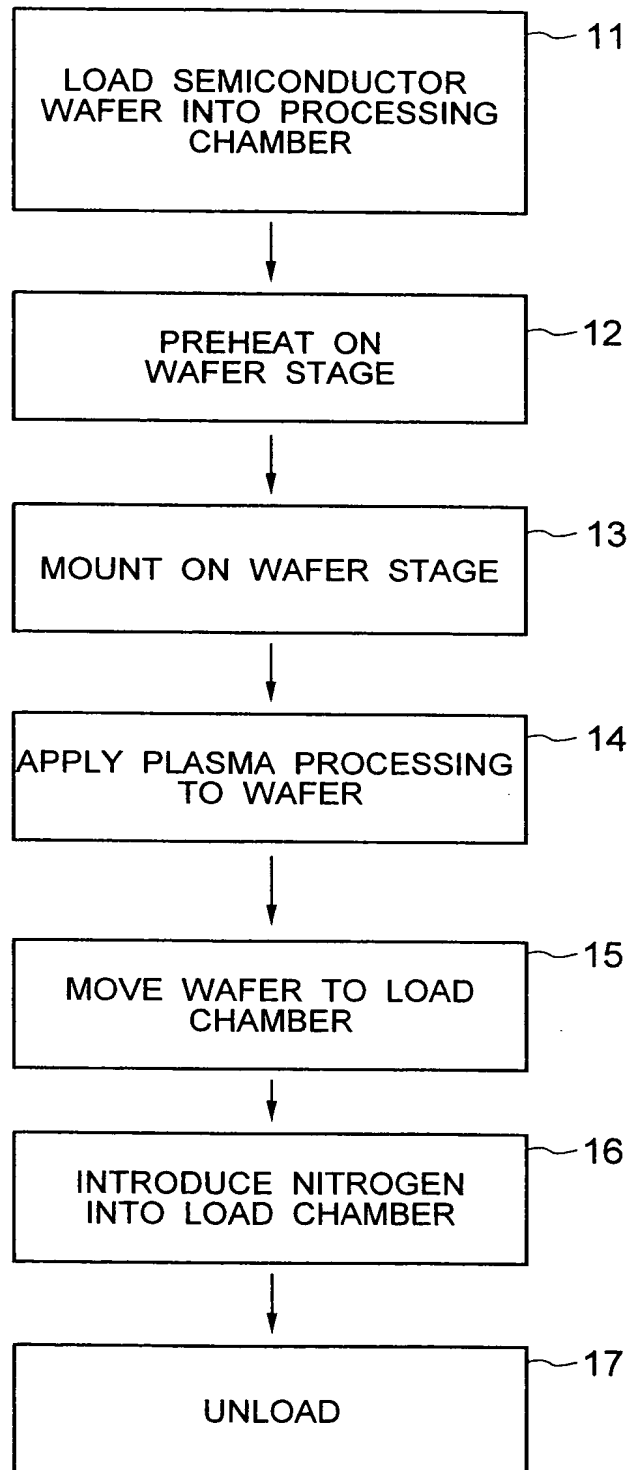 11
LOAD SEMICONDUCTOR
WAFER INTO PROCESSING
CHAMBER
12
PREHEAT ON
WAFER STAGE
13
MOUNT ON WAFER STAGE
14
APPLY PLASMA PROCESSING
TO WAFER
15
MOVE WAFER TO LOAD
CHAMBER
16
INTRODUCE NITROGEN
INTO LOAD CHAMBER
17
UNLOAD